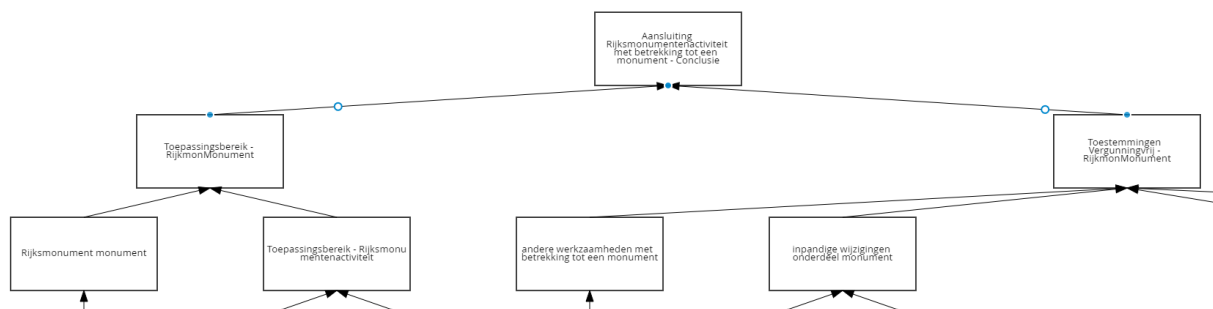 Aansluiting
Rijksmonumentenactiviteit
met betrekking tot een
monument - Conclusie
Toepassingsbereik -
RijkmonMonument
Toestemmingen
Vergunningvrij -
RijkmonMonument
Rijksmonument monument
Toepassingsbereik - Rijksmonu
mentenactiviteit
andere werkzaamheden met
betrekking tot een monument
inpandige wijzigingen
onderdeel monument